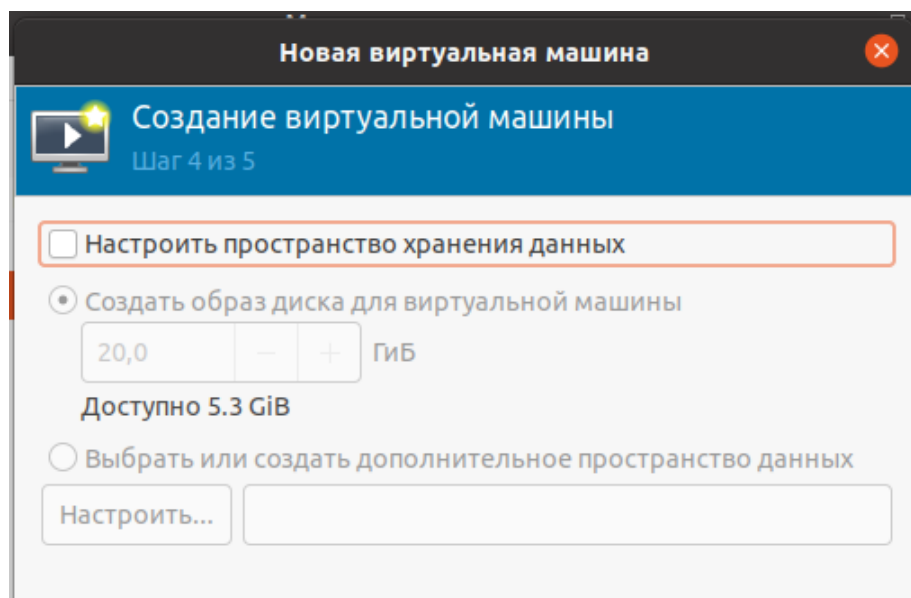 Новая виртуальная машина
Создание виртуальной машины
Шаг 4 из 5
Настроить пространство хранения данных
Создать образ диска для виртуальной машины
20,0 − + ГиБ
Доступно 5.3 GiB
Выбрать или создать дополнительное пространство данных
Настроить...